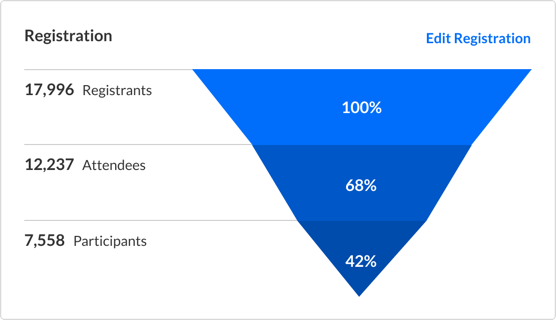 Registration
Edit Registration
17,996 Registrants
100%
12,237 Attendees
68%
7,558 Participants
42%